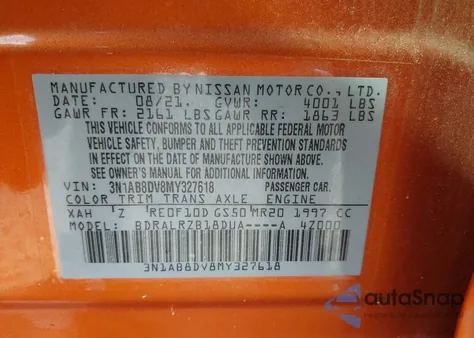 MANUFACTURED BY NISSAN MOTOR CO., LTD.
DATE: 08/21. GVWR: 4001 LBS
GAWR FR: 2161 LBS GAWR RR: 1863 LBS
THIS VEHICLE CONFORMS TO ALL APPLICABLE FEDERAL MOTOR
VEHICLE SAFETY, BUMPER AND THEFT PREVENTION STANDARDS
IN EFFECT ON THE DATE OF MANUFACTURE SHOWN ABOVE.
SEE OWNER'S MANUAL FOR ADDITIONAL INFORMATION.
VIN: 3N1AB8DV8MY327618 PASSENGER CAR.
COLOR TRIM TRANS AXLE ENGINE
XAH Z RE0F10D GS50 MR20 1997 CC
MODEL: BDRALRZB18DUA----A 4Z000
3N1AB8DV8MY327618
autoSnap